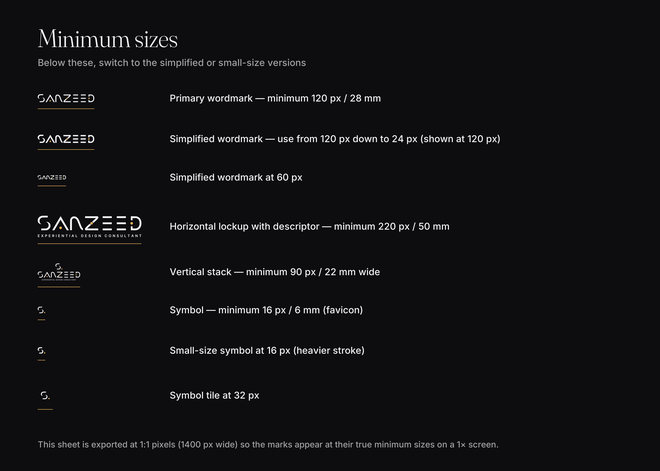 Minimum sizes
Below these, switch to the simplified or small-size versions
SANZEED
Primary wordmark — minimum 120 px / 28 mm
SANZEED
Simplified wordmark — use from 120 px down to 24 px (shown at 120 px)
SANZEED
Simplified wordmark at 60 px
SANZEED
EXPERIENTIAL DESIGN CONSULTANT
Horizontal lockup with descriptor — minimum 220 px / 50 mm
S.
SANZEED
Vertical stack — minimum 90 px / 22 mm wide
S.
Symbol — minimum 16 px / 6 mm (favicon)
S.
Small-size symbol at 16 px (heavier stroke)
S.
Symbol tile at 32 px
This sheet is exported at 1:1 pixels (1400 px wide) so the marks appear at their true minimum sizes on a 1× screen.